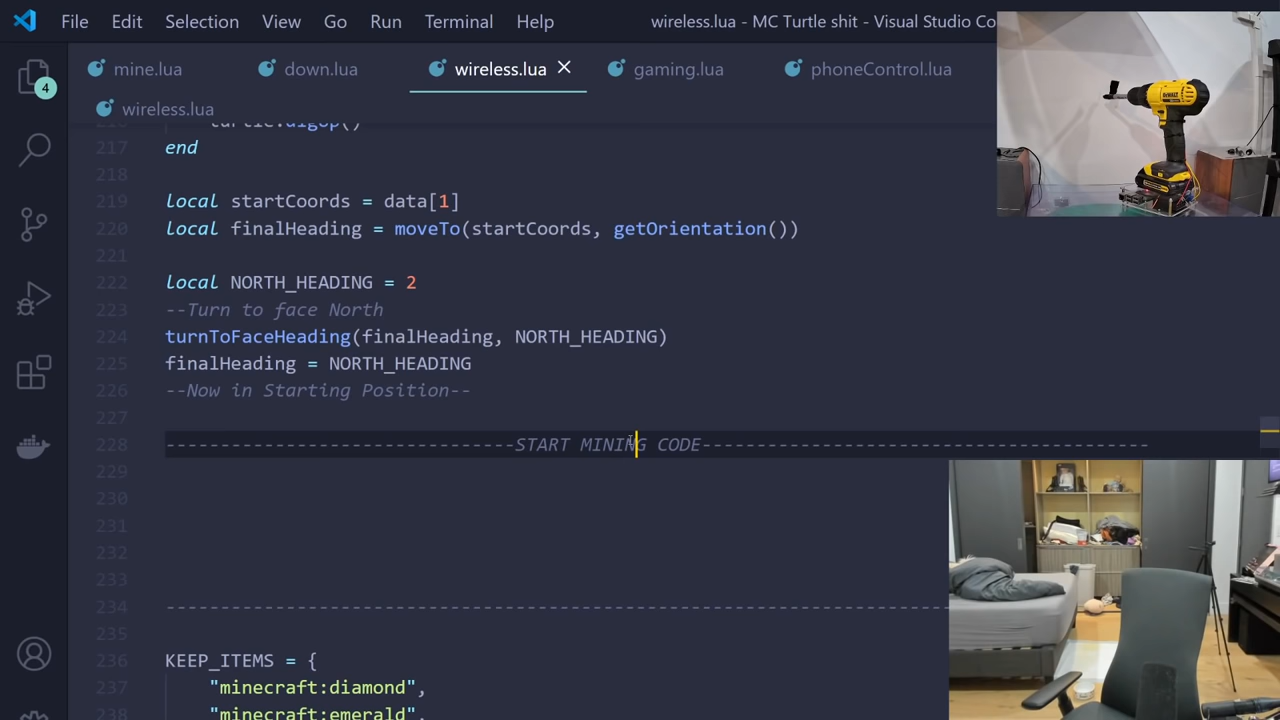 File Edit Selection View Go Run Terminal Help
wireless.lua - MC Turtle shit - Visual Studio Co
mine.lua down.lua wireless.lua gaming.lua phoneControl.lua
4
wireless.lua
turtle.digUp()
217 end
218
219 local startCoords = data[1]
220 local finalHeading = moveTo(startCoords, getOrientation())
221
222 local NORTH_HEADING = 2
223 --Turn to face North
224 turnToFaceHeading(finalHeading, NORTH_HEADING)
225 finalHeading = NORTH_HEADING
226 --Now in Starting Position--
227
228 --------------------------------START MINING CODE-----------------------------------------
229
230
231
232
233
234 ------------------------------------------------------------------------
235
236 KEEP_ITEMS = {
237 "minecraft:diamond",
238 "minecraft:emerald",
DEWALT